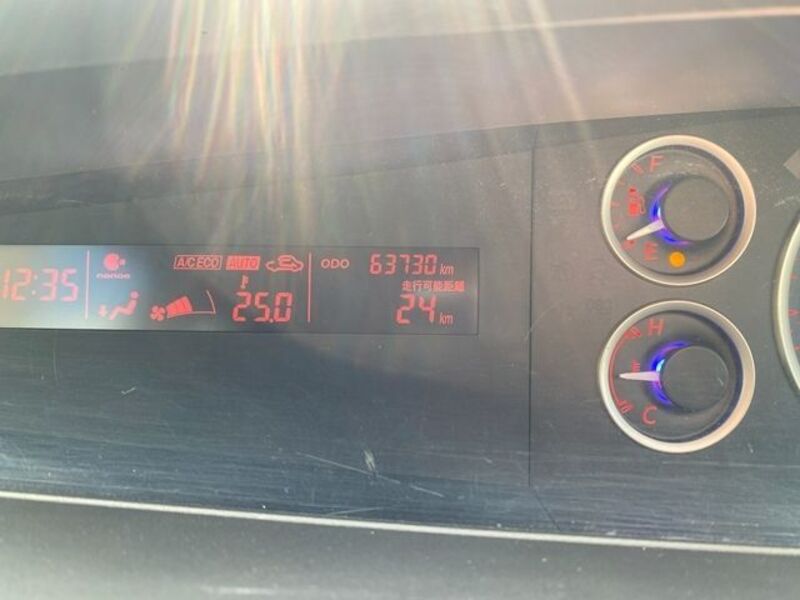 12:35
nanoe
A/C ECO AUTO
25.0
ODO 63730 km
走行可能距離
24 km
F
E
H
C